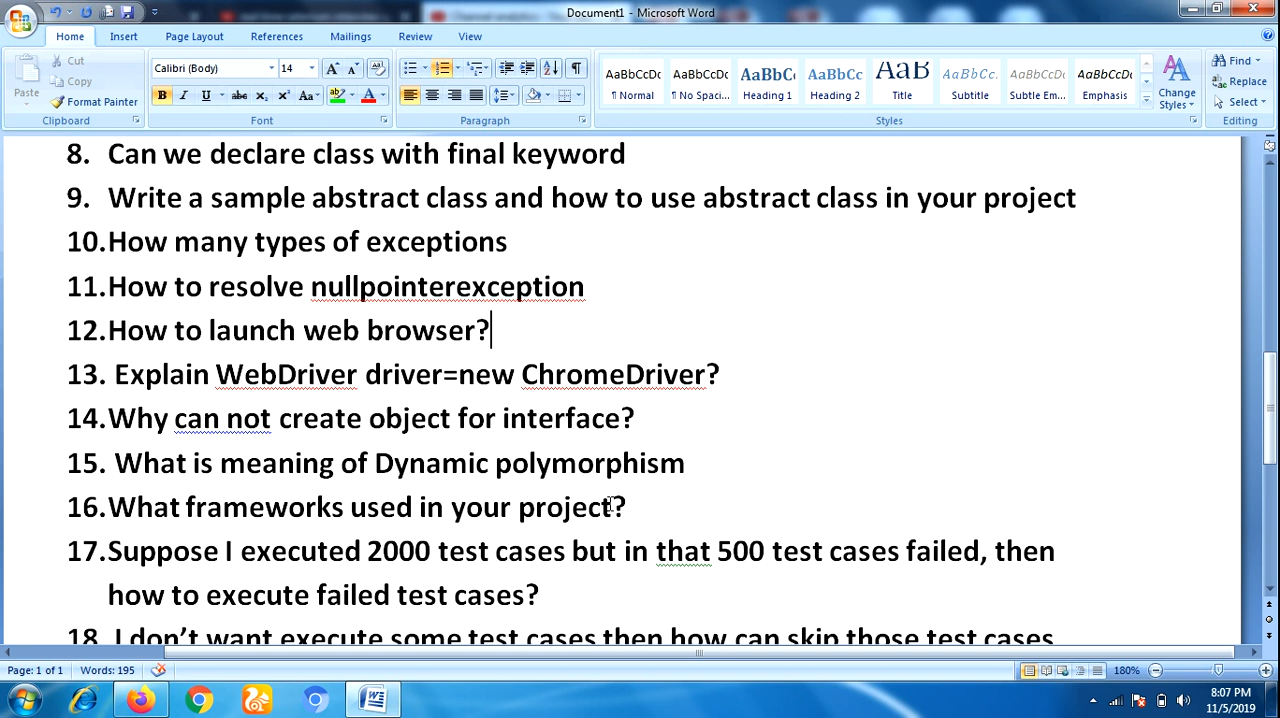 Document1 - Microsoft Word
Home Insert Page Layout References Mailings Review View
Paste Cut Copy Format Painter
Clipboard
Calibri (Body) 14
Font
Paragraph
AaBbCcDc AaBbCcDc AaBbCc AaBbCc AaB AaBbCc. AaBbCcDc AaBbCcDc
¶ Normal ¶ No Spaci... Heading 1 Heading 2 Title Subtitle Subtle Em... Emphasis
Change Styles
Styles
Find Replace Select
Editing
8. Can we declare class with final keyword
9. Write a sample abstract class and how to use abstract class in your project
10.How many types of exceptions
11.How to resolve nullpointerexception
12.How to launch web browser?
13. Explain WebDriver driver=new ChromeDriver?
14.Why can not create object for interface?
15. What is meaning of Dynamic polymorphism
16.What frameworks used in your project?
17.Suppose I executed 2000 test cases but in that 500 test cases failed, then
how to execute failed test cases?
18. I don't want execute some test cases then how can skip those test cases
Page: 1 of 1 Words: 195 180%
8:07 PM
11/5/2019